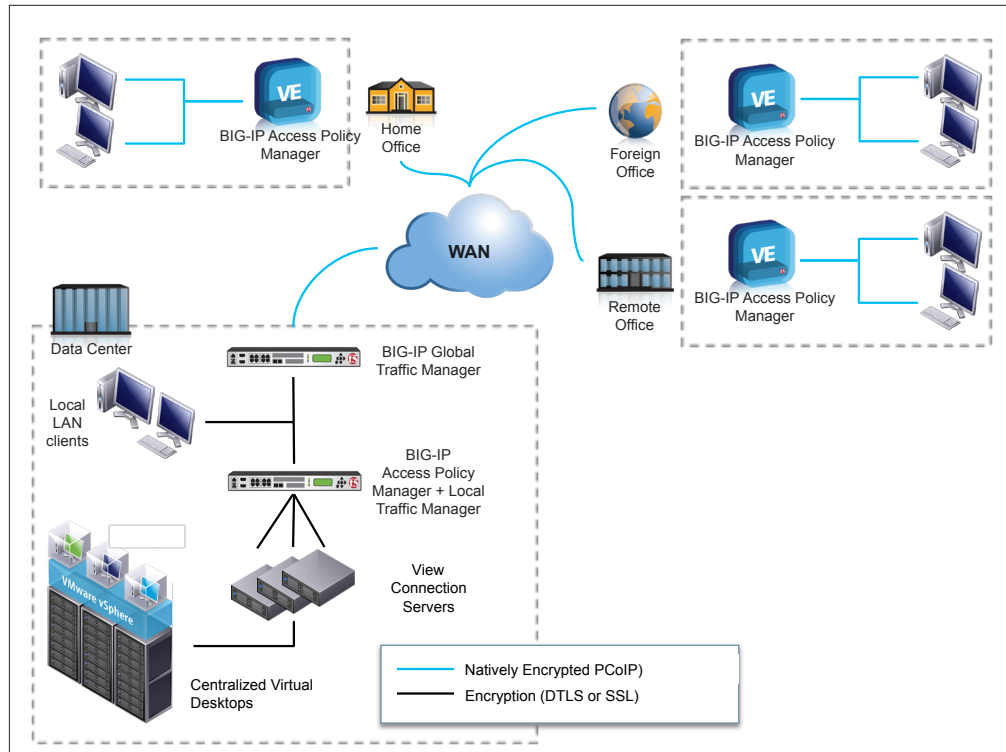 VE
BIG-IP Access Policy
Manager
Home
Office
Foreign
Office
VE
BIG-IP Access Policy
Manager
WAN
VE
BIG-IP Access Policy
Manager
Remote
Office
Data Center
BIG-IP Global
Traffic Manager
Local
LAN
clients
BIG-IP
Access Policy
Manager + Local
Traffic Manager
View
Connection
Servers
VMware vSphere
Centralized Virtual
Desktops
Natively Encrypted PCoIP)
Encryption (DTLS or SSL)